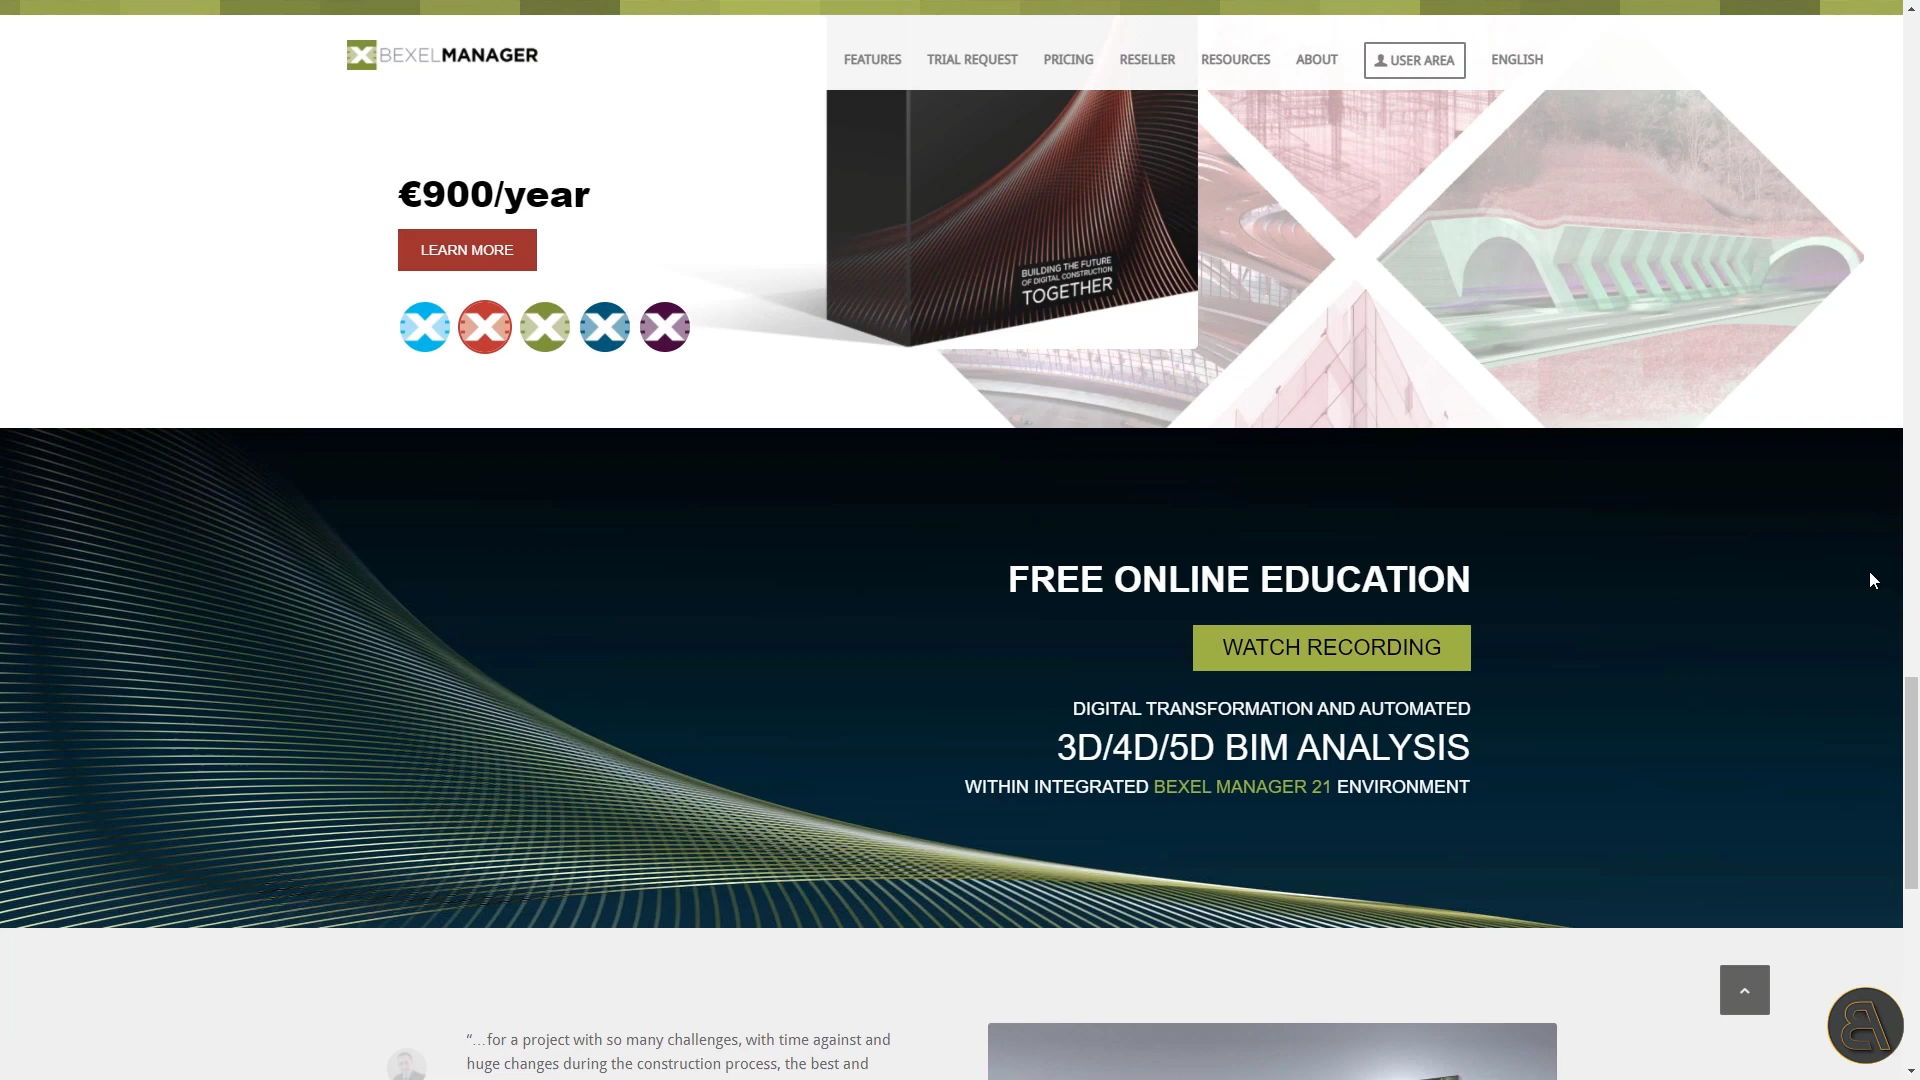 BEXELMANAGER
FEATURES TRIAL REQUEST PRICING RESELLER RESOURCES ABOUT USER AREA ENGLISH
€900/year
LEARN MORE
BUILDING THE FUTURE
OF DIGITAL CONSTRUCTION
TOGETHER
FREE ONLINE EDUCATION
WATCH RECORDING
DIGITAL TRANSFORMATION AND AUTOMATED
3D/4D/5D BIM ANALYSIS
WITHIN INTEGRATED BEXEL MANAGER 21 ENVIRONMENT
“…for a project with so many challenges, with time against and
huge changes during the construction process, the best and